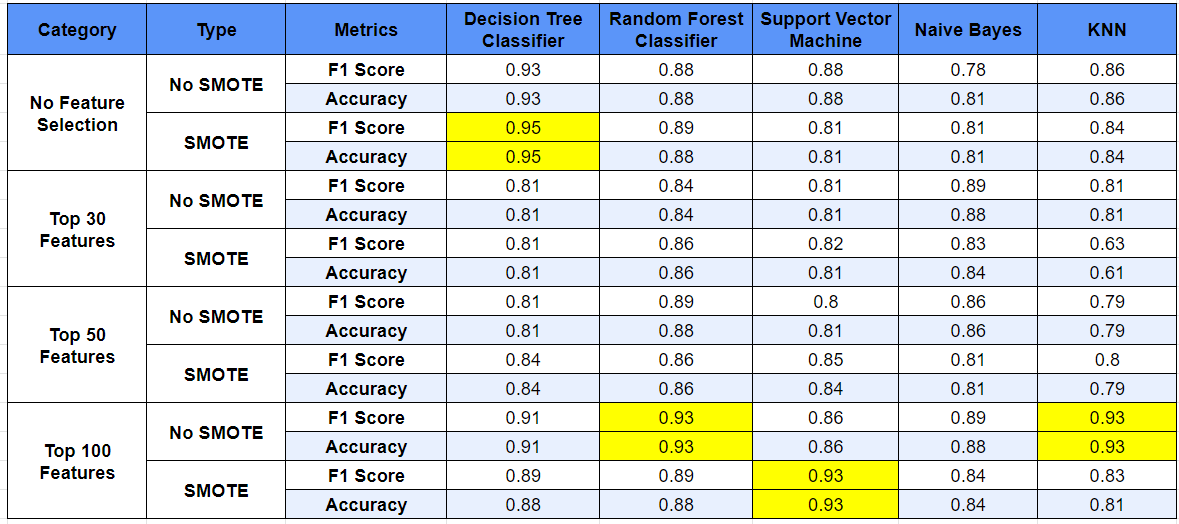 Category Type Metrics Decision Tree Classifier Random Forest Classifier Support Vector Machine Naive Bayes KNN
No Feature Selection No SMOTE F1 Score 0.93 0.88 0.88 0.78 0.86
Accuracy 0.93 0.88 0.88 0.81 0.86
SMOTE F1 Score 0.95 0.89 0.81 0.81 0.84
Accuracy 0.95 0.88 0.81 0.81 0.84
Top 30 Features No SMOTE F1 Score 0.81 0.84 0.81 0.89 0.81
Accuracy 0.81 0.84 0.81 0.88 0.81
SMOTE F1 Score 0.81 0.86 0.82 0.83 0.63
Accuracy 0.81 0.86 0.81 0.84 0.61
Top 50 Features No SMOTE F1 Score 0.81 0.89 0.8 0.86 0.79
Accuracy 0.81 0.88 0.81 0.86 0.79
SMOTE F1 Score 0.84 0.86 0.85 0.81 0.8
Accuracy 0.84 0.86 0.84 0.81 0.79
Top 100 Features No SMOTE F1 Score 0.91 0.93 0.86 0.89 0.93
Accuracy 0.91 0.93 0.86 0.88 0.93
SMOTE F1 Score 0.89 0.89 0.93 0.84 0.83
Accuracy 0.88 0.88 0.93 0.84 0.81